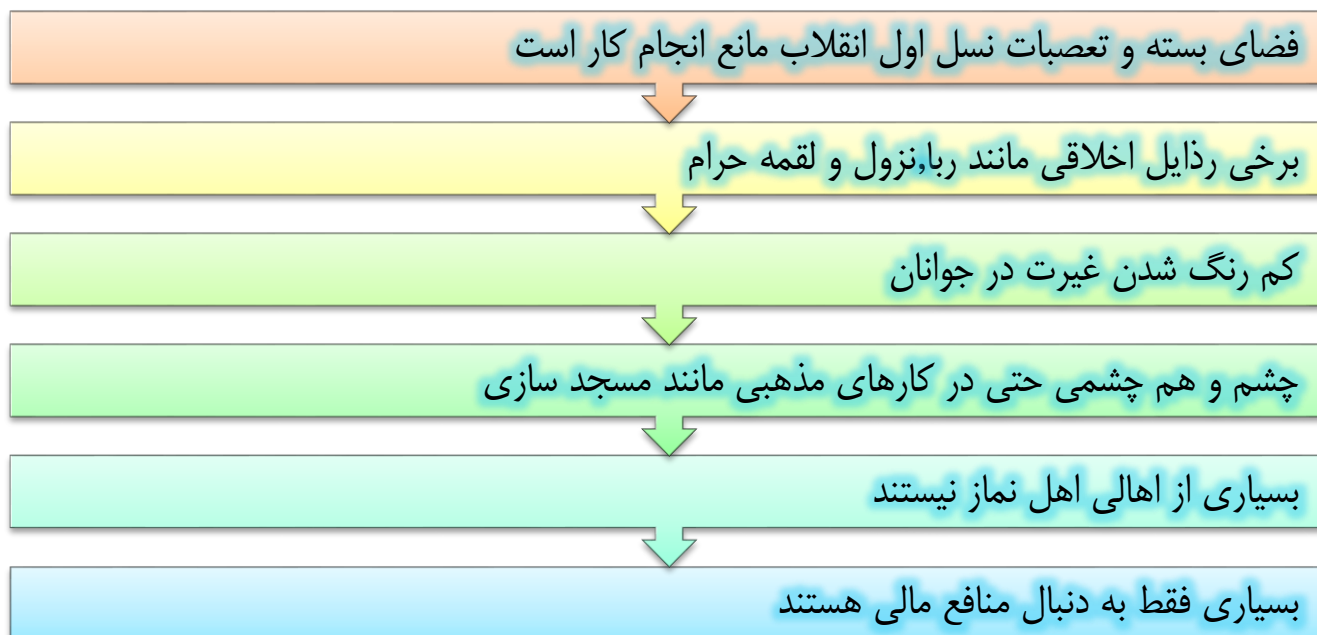 فضای بسته و تعصبات نسل اول انقلاب مانع انجام کار است
برخی رذایل اخلاقی مانند ربا,نزول و لقمه حرام
کم رنگ شدن غیرت در جوانان
چشم و هم چشمی حتی در کارهای مذهبی مانند مسجد سازی
بسیاری از اهالی اهل نماز نیستند
بسیاری فقط به دنبال منافع مالی هستند